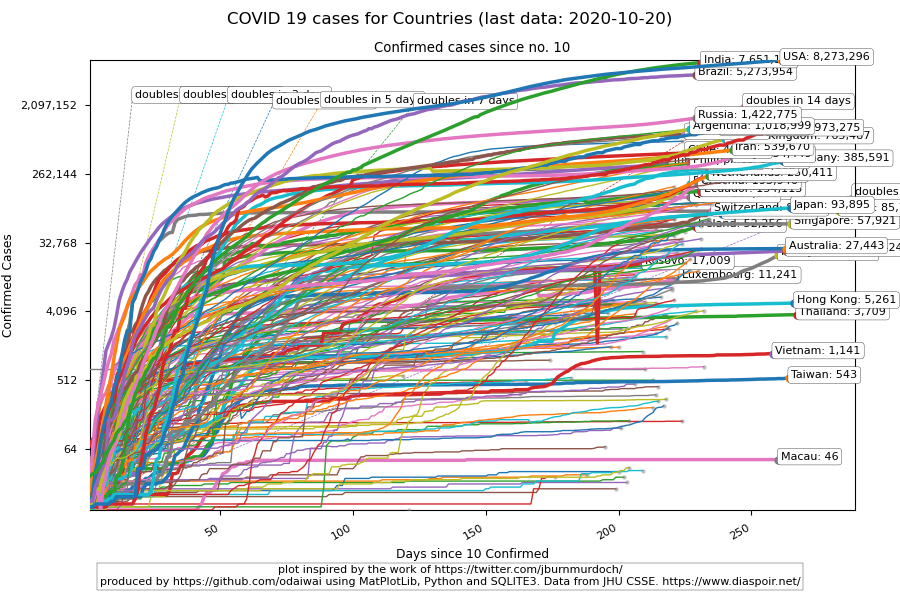 COVID 19 cases for Countries (last data: 2020-10-20)
Confirmed cases since no. 10
India: 7,651,1
USA: 8,273,296
Brazil: 5,273,954
doubles
doubles
doubles in
doubles
doubles in 5 day
doubles in 7 days
doubles in 14 days
Russia: 1,422,775
Argentina: 1,018,999
973,275
Iran: 539,670
any: 385,591
Netherlands: 250,411
doubles
Switzerland
Japan: 93,895
Singapore: 57,921
Australia: 27,443
Kosovo: 17,009
Luxembourg: 11,241
Hong Kong: 5,261
Thailand: 3,709
Vietnam: 1,141
Taiwan: 543
Macau: 46
2,097,152
262,144
32,768
4,096
512
64
Confirmed Cases
50
100
150
200
250
Days since 10 Confirmed
plot inspired by the work of https://twitter.com/jburnmurdoch/
produced by https://github.com/odaiwai using MatPlotLib, Python and SQLITE3. Data from JHU CSSE. https://www.diaspoir.net/